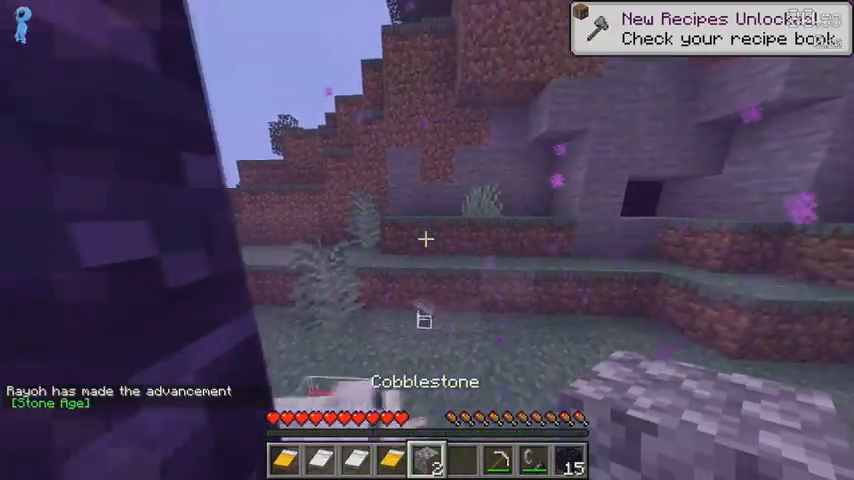 New Recipes Unlocked!
Check your recipe book
Rayoh has made the advancement
[Stone Age]
Cobblestone
2
15